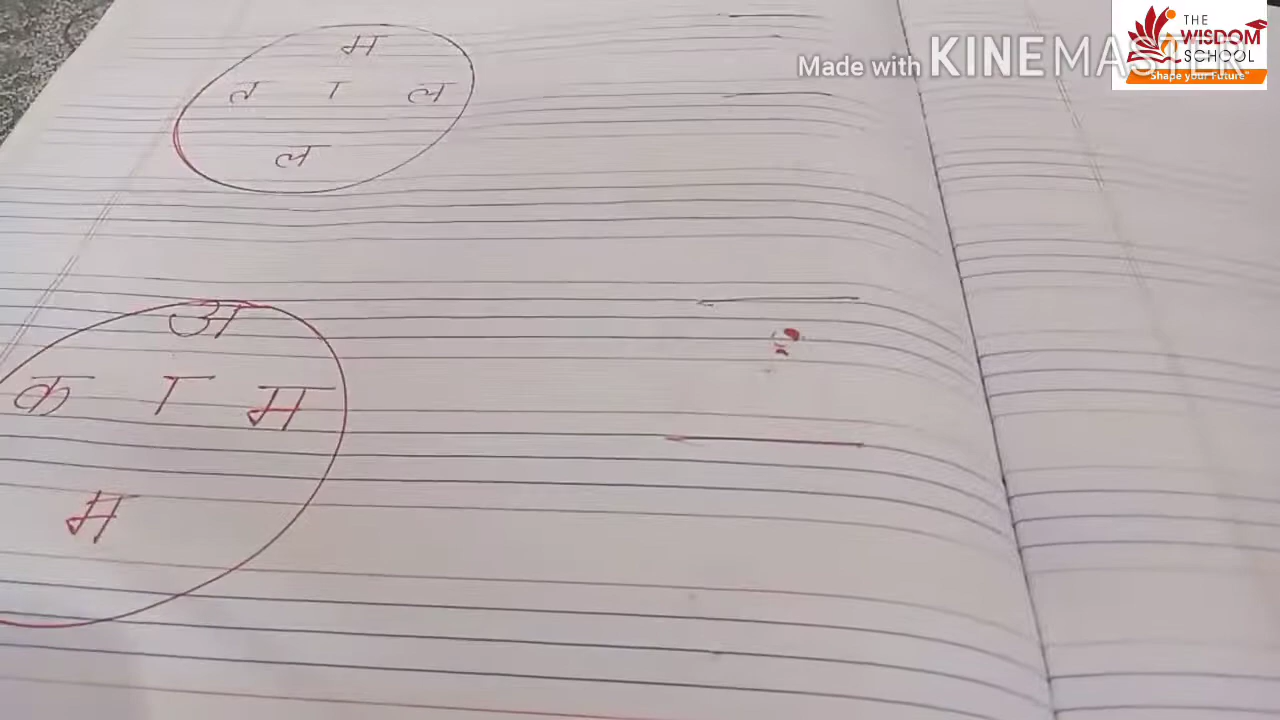 म
त ा ल
ल
अ
क ा म
म
Made with KINEMASTER
THE
WISDOM
SCHOOL
"Shape your Future"